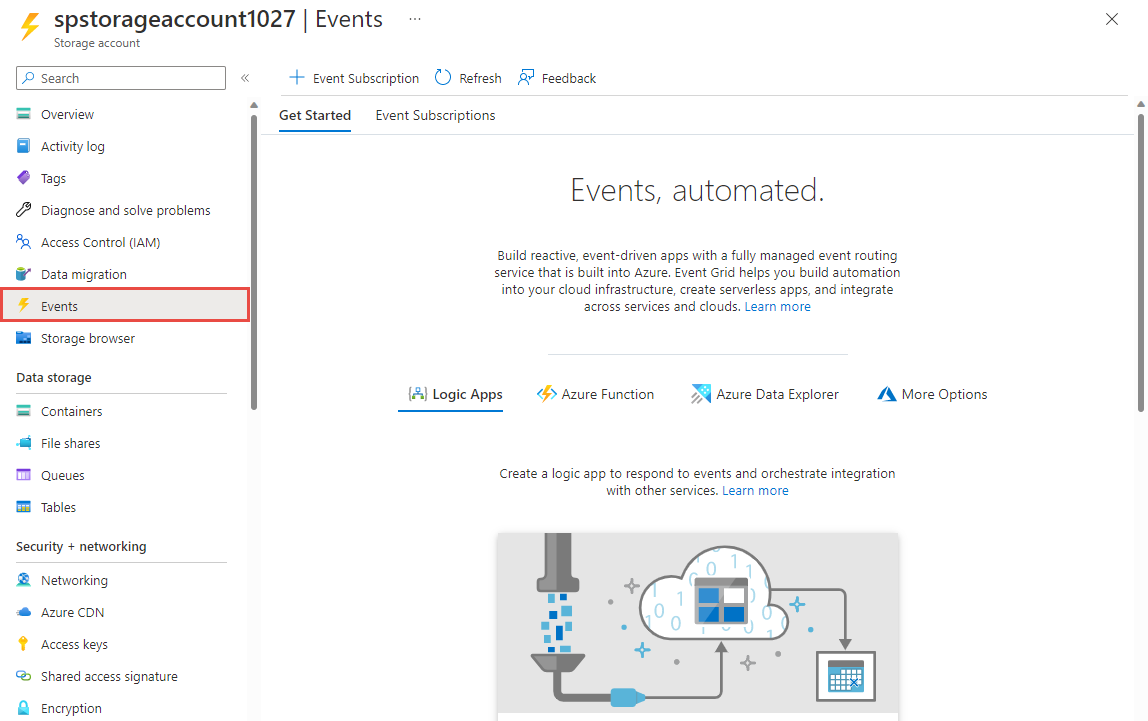 spstorageaccount1027 | Events ...
Storage account
Search
Event Subscription Refresh Feedback
Overview
Activity log
Tags
Diagnose and solve problems
Access Control (IAM)
Data migration
Events
Storage browser
Data storage
Containers
File shares
Queues
Tables
Security + networking
Networking
Azure CDN
Access keys
Shared access signature
Encryption
Get Started Event Subscriptions
Events, automated.
Build reactive, event-driven apps with a fully managed event routing
service that is built into Azure. Event Grid helps you build automation
into your cloud infrastructure, create serverless apps, and integrate
across services and clouds. Learn more
Logic Apps Azure Function Azure Data Explorer More Options
Create a logic app to respond to events and orchestrate integration
with other services. Learn more